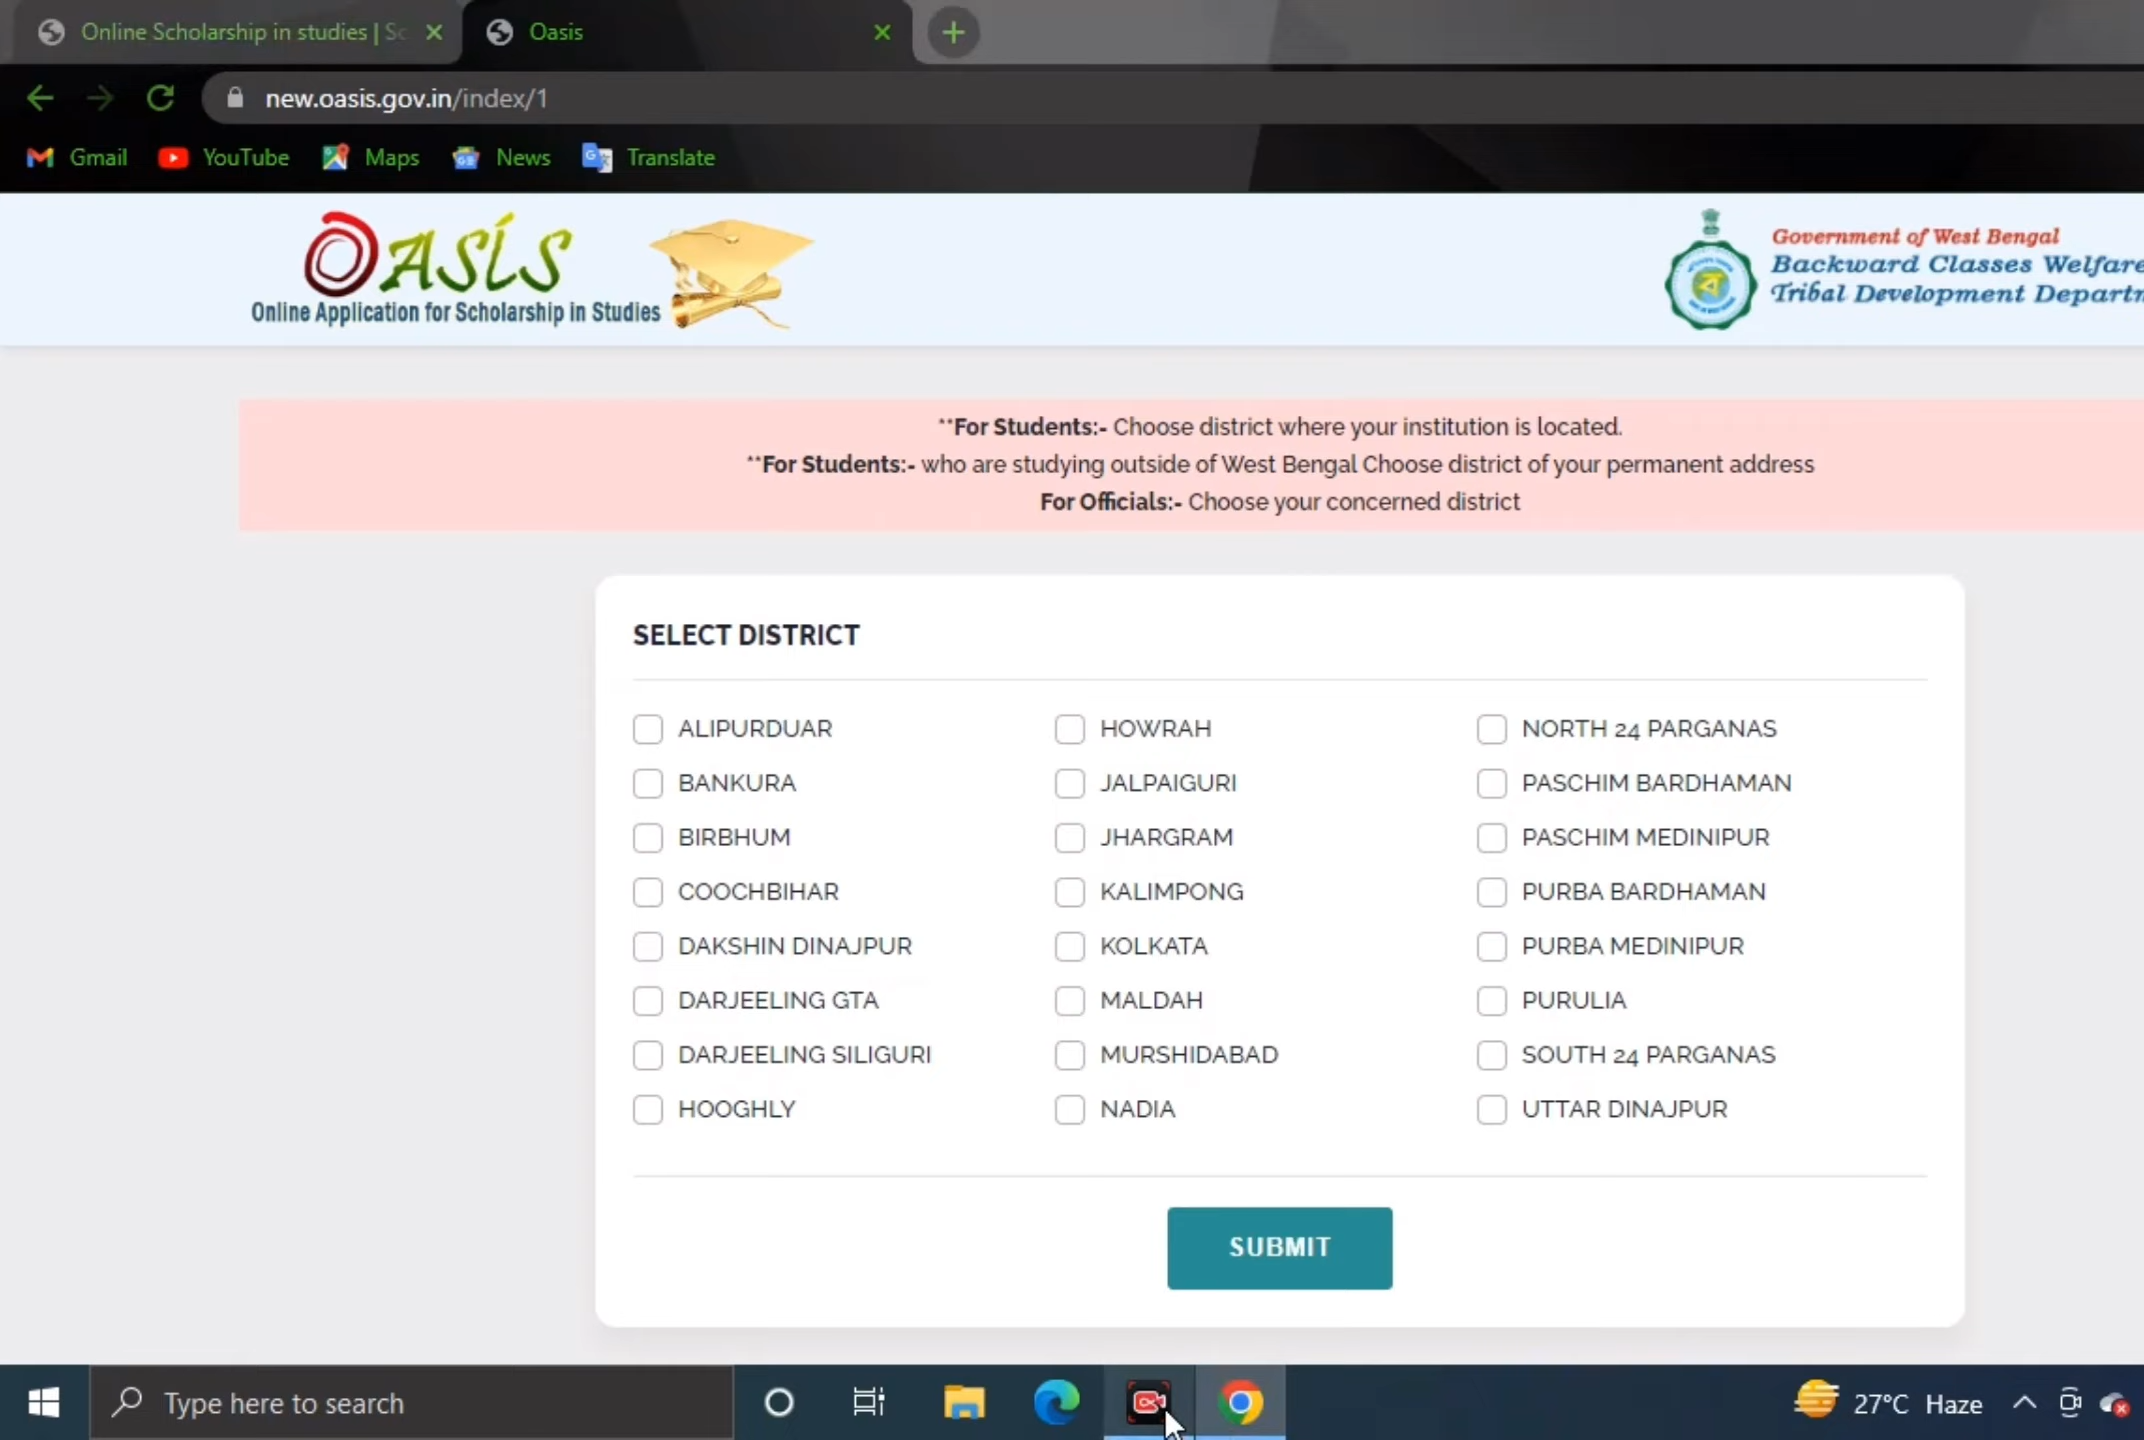 Online Scholarship in studies | Sc
Oasis
new.oasis.gov.in/index/1
Gmail
YouTube
Maps
News
Translate
OASIS
Online Application for Scholarship in Studies
Government of West Bengal
Backward Classes Welfare
Tribal Development Departm
**For Students:- Choose district where your institution is located.
**For Students:- who are studying outside of West Bengal Choose district of your permanent address
For Officials:- Choose your concerned district
SELECT DISTRICT
ALIPURDUAR
HOWRAH
NORTH 24 PARGANAS
BANKURA
JALPAIGURI
PASCHIM BARDHAMAN
BIRBHUM
JHARGRAM
PASCHIM MEDINIPUR
COOCHBIHAR
KALIMPONG
PURBA BARDHAMAN
DAKSHIN DINAJPUR
KOLKATA
PURBA MEDINIPUR
DARJEELING GTA
MALDAH
PURULIA
DARJEELING SILIGURI
MURSHIDABAD
SOUTH 24 PARGANAS
HOOGHLY
NADIA
UTTAR DINAJPUR
SUBMIT
Type here to search
27°C Haze